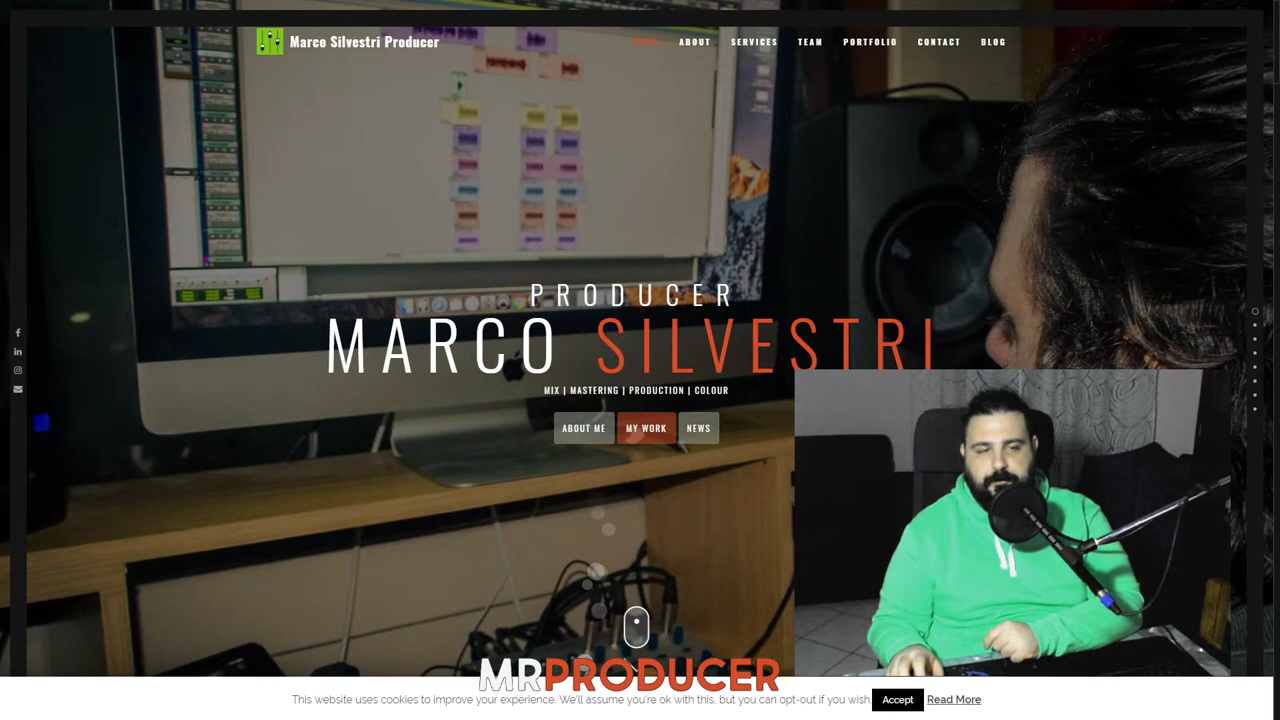 Marco Silvestri Producer
HOME ABOUT SERVICES TEAM PORTFOLIO CONTACT BLOG
PRODUCER
MARCO SILVESTRI
MIX | MASTERING | PRODUCTION | COLOUR
ABOUT ME MY WORK NEWS
MRPRODUCER
This website uses cookies to improve your experience. We'll assume you're ok with this, but you can opt-out if you wish. Accept Read More